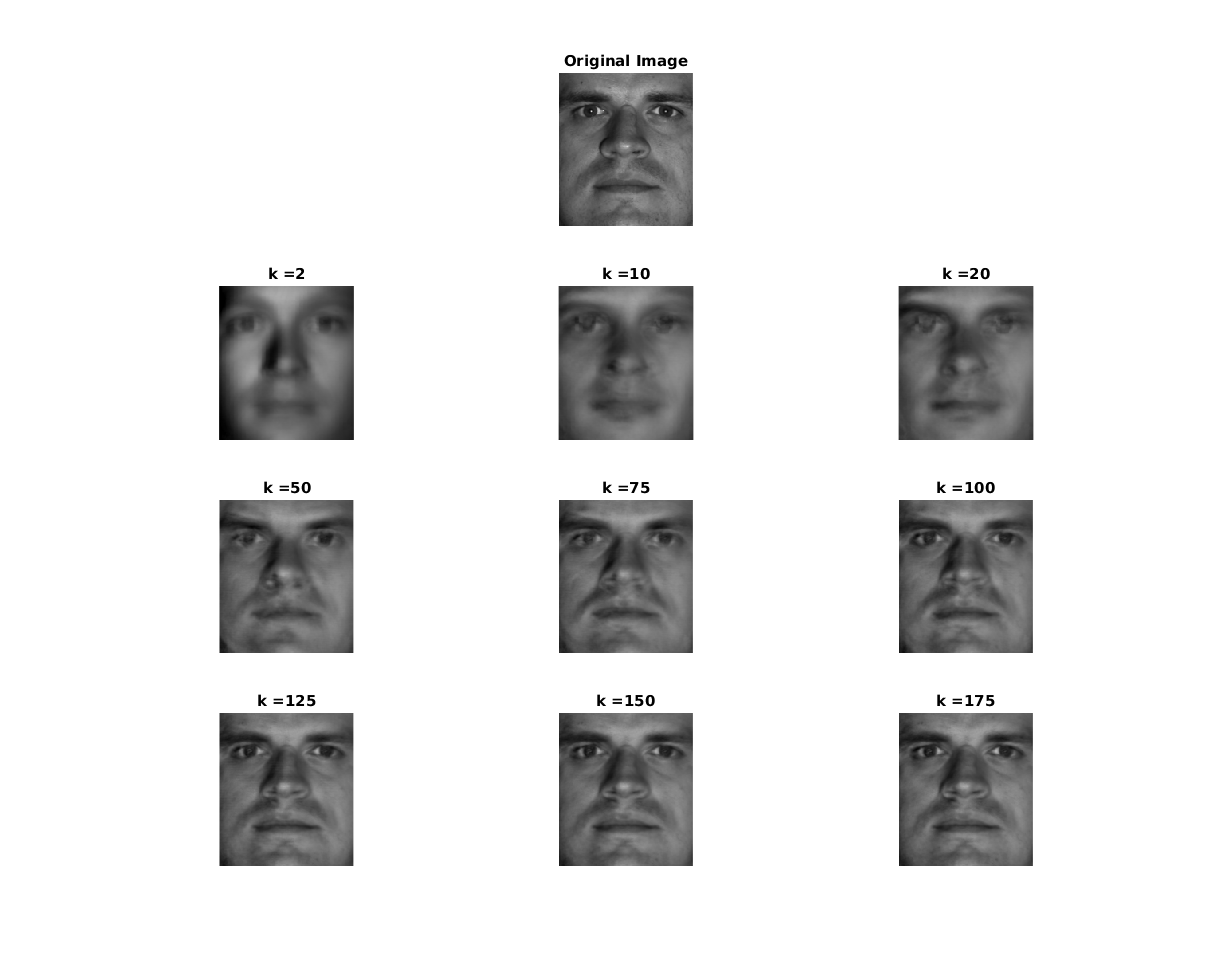 Original Image
k =2
k =10
k =20
k =50
k =75
k =100
k =125
k =150
k =175